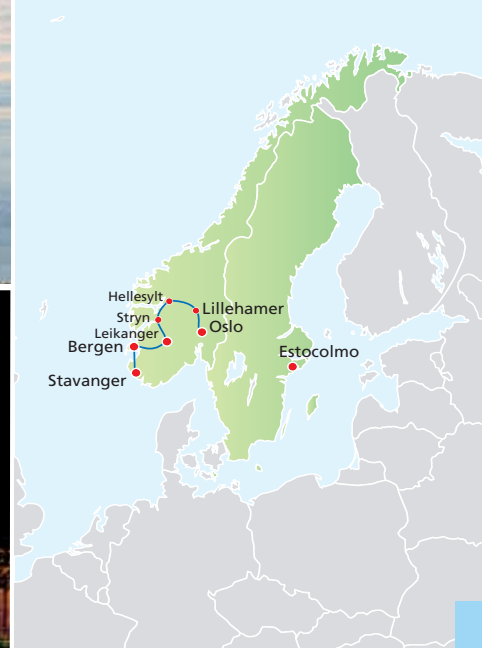 Hellesylt
Lillehamer
Stryn
Oslo
Leikanger
Bergen
Estocolmo
Stavanger